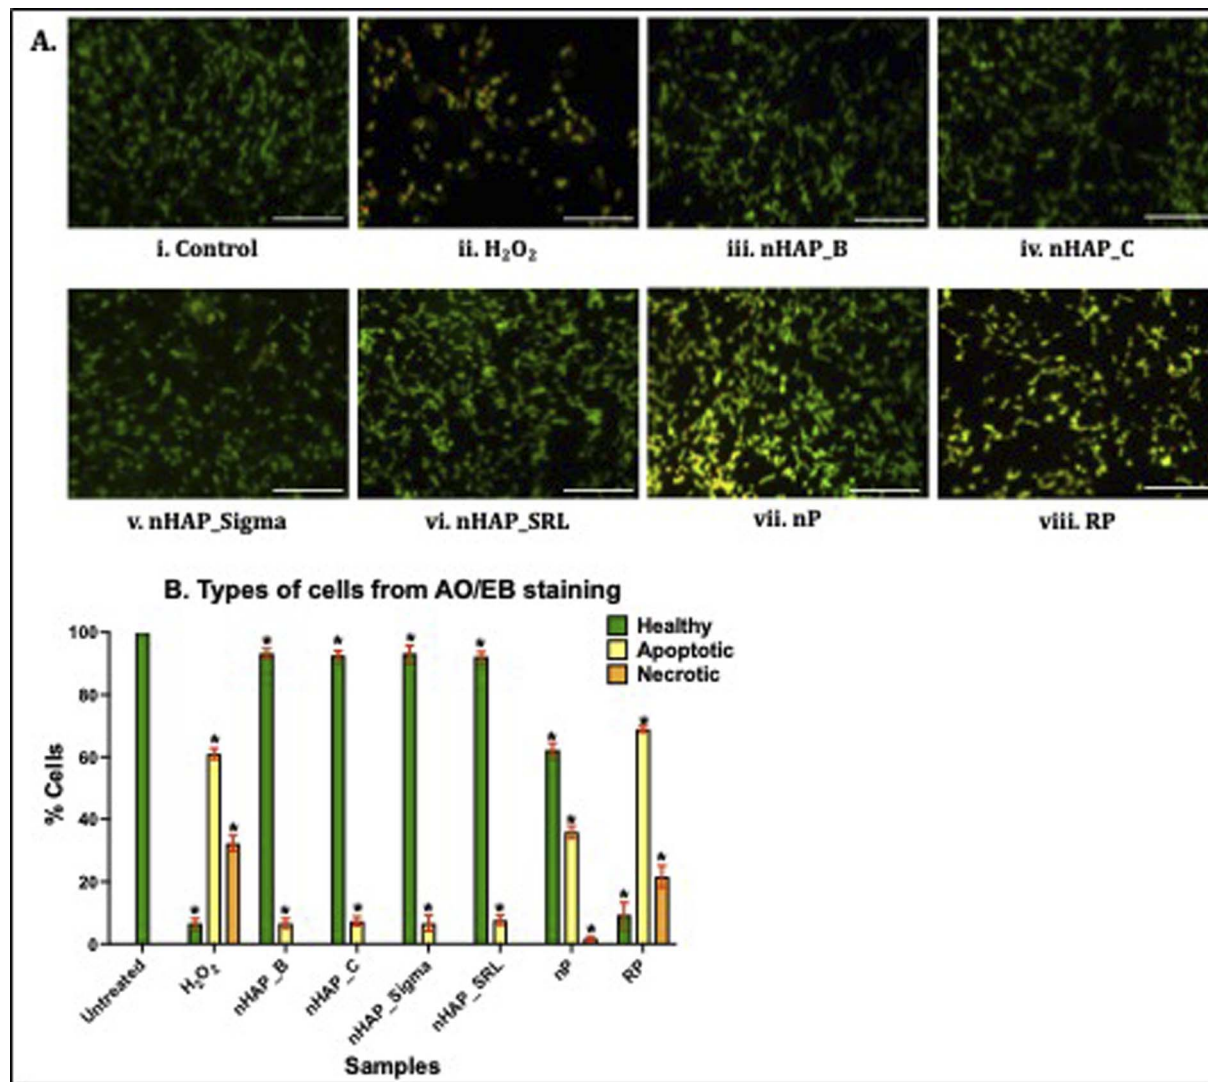 A.
i. Control
ii. H₂O₂
iii. nHAP_B
iv. nHAP_C
v. nHAP_Sigma
vi. nHAP_SRL
vii. nP
viii. RP
B. Types of cells from AO/EB staining
Healthy
Apoptotic
Necrotic
% Cells
100
80
60
40
20
0
* * * * * * * * * * * * * * * *
Untreated
H₂O₂
nHAP_B
nHAP_C
nHAP_Sigma
nHAP_SRL
nP
RP
Samples